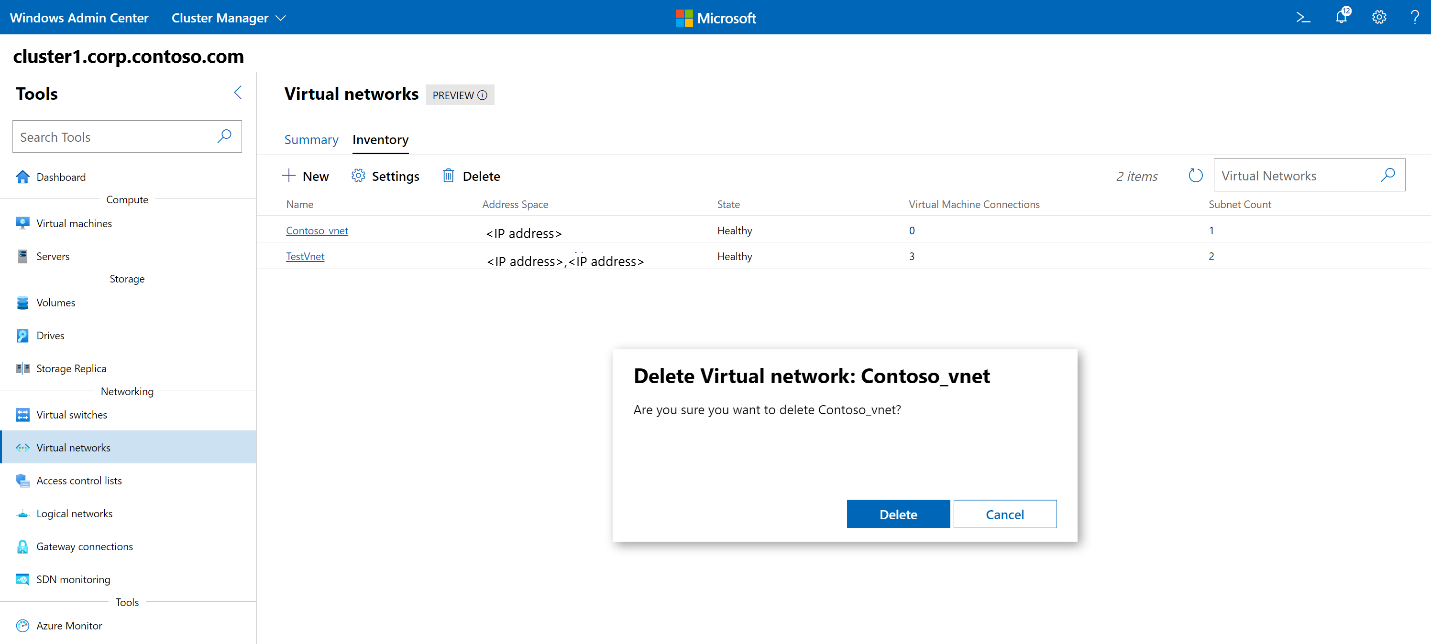 Windows Admin Center Cluster Manager Microsoft 12 ?
cluster1.corp.contoso.com
Tools
Search Tools
Dashboard
Compute
Virtual machines
Servers
Storage
Volumes
Drives
Storage Replica
Networking
Virtual switches
Virtual networks
Access control lists
Logical networks
Gateway connections
SDN monitoring
Tools
Azure Monitor
Virtual networks PREVIEW
Summary Inventory
New Settings Delete 2 items Virtual Networks
Name Address Space State Virtual Machine Connections Subnet Count
Contoso_vnet <IP address> Healthy 0 1
TestVnet <IP address>,<IP address> Healthy 3 2
Delete Virtual network: Contoso_vnet
Are you sure you want to delete Contoso_vnet?
Delete Cancel